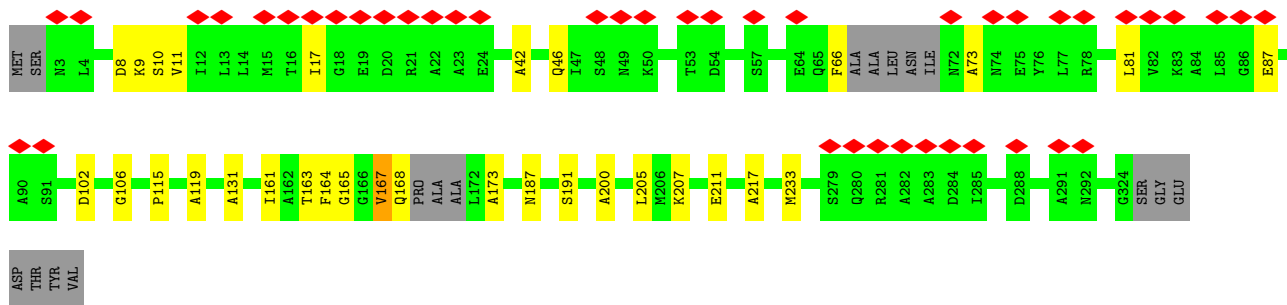 MET SER N3 L4 D8 K9 S10 V11 I12 L13 L14 M15 T16 I17 G18 E19 D20 R21 A22 A23 E24 A42 Q46 I47 S48 N49 K50 T53 D54 S57 E64 Q65 F66 ALA ALA LEU ASN ILE N72 A73 N74 E75 Y76 L77 R78 L81 V82 K83 A84 L85 G86 E87
A90 S91 D102 G106 P115 A119 A131 I161 A162 T163 F164 G165 G166 V167 Q168 PRO ALA ALA L172 A173 N187 S191 A200 L205 M206 K207 E211 A217 M233 S279 Q280 R281 A282 A283 D284 I285 D288 A291 N292 G324 SER GLY GLU
ASP THR TYR VAL